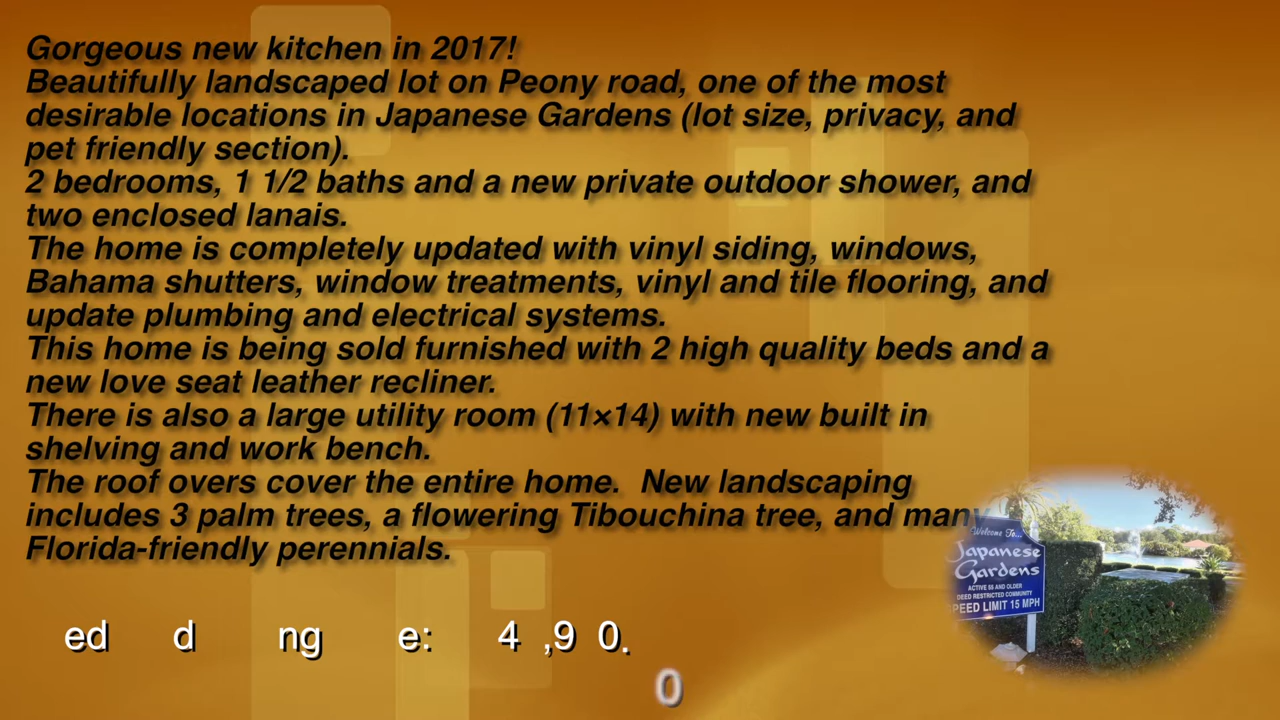 Gorgeous new kitchen in 2017!
Beautifully landscaped lot on Peony road, one of the most
desirable locations in Japanese Gardens (lot size, privacy, and
pet friendly section).
2 bedrooms, 1 1/2 baths and a new private outdoor shower, and
two enclosed lanais.
The home is completely updated with vinyl siding, windows,
Bahama shutters, window treatments, vinyl and tile flooring, and
update plumbing and electrical systems.
This home is being sold furnished with 2 high quality beds and a
new love seat leather recliner.
There is also a large utility room (11×14) with new built in
shelving and work bench.
The roof overs cover the entire home.  New landscaping
includes 3 palm trees, a flowering Tibouchina tree, and many
Florida-friendly perennials.
Welcome To...
Japanese
Gardens
ACTIVE 55 AND OLDER
DEED RESTRICTED COMMUNITY
SPEED LIMIT 15 MPH
ed d ng e: 4 ,9 0.
0